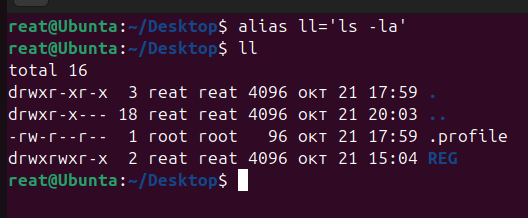 reat@Ubunta:~/Desktop$ alias ll='ls -la'
reat@Ubunta:~/Desktop$ ll
total 16
drwxr-xr-x  3 reat reat 4096 окт 21 17:59 .
drwxr-x--- 18 reat reat 4096 окт 21 20:03 ..
-rw-r--r--  1 root root   96 окт 21 17:59 .profile
drwxrwxr-x  2 reat reat 4096 окт 21 15:04 REG
reat@Ubunta:~/Desktop$